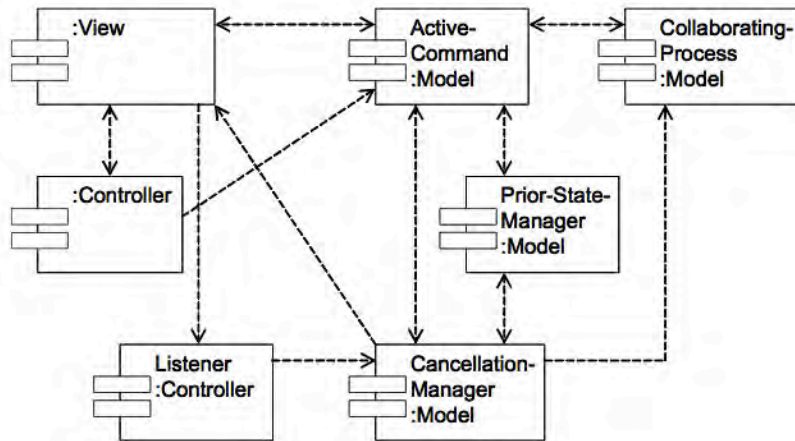 :View
Active-
Command
:Model
Collaborating-
Process
:Model
:Controller
Prior-State-
Manager
:Model
Listener
:Controller
Cancellation-
Manager
:Model